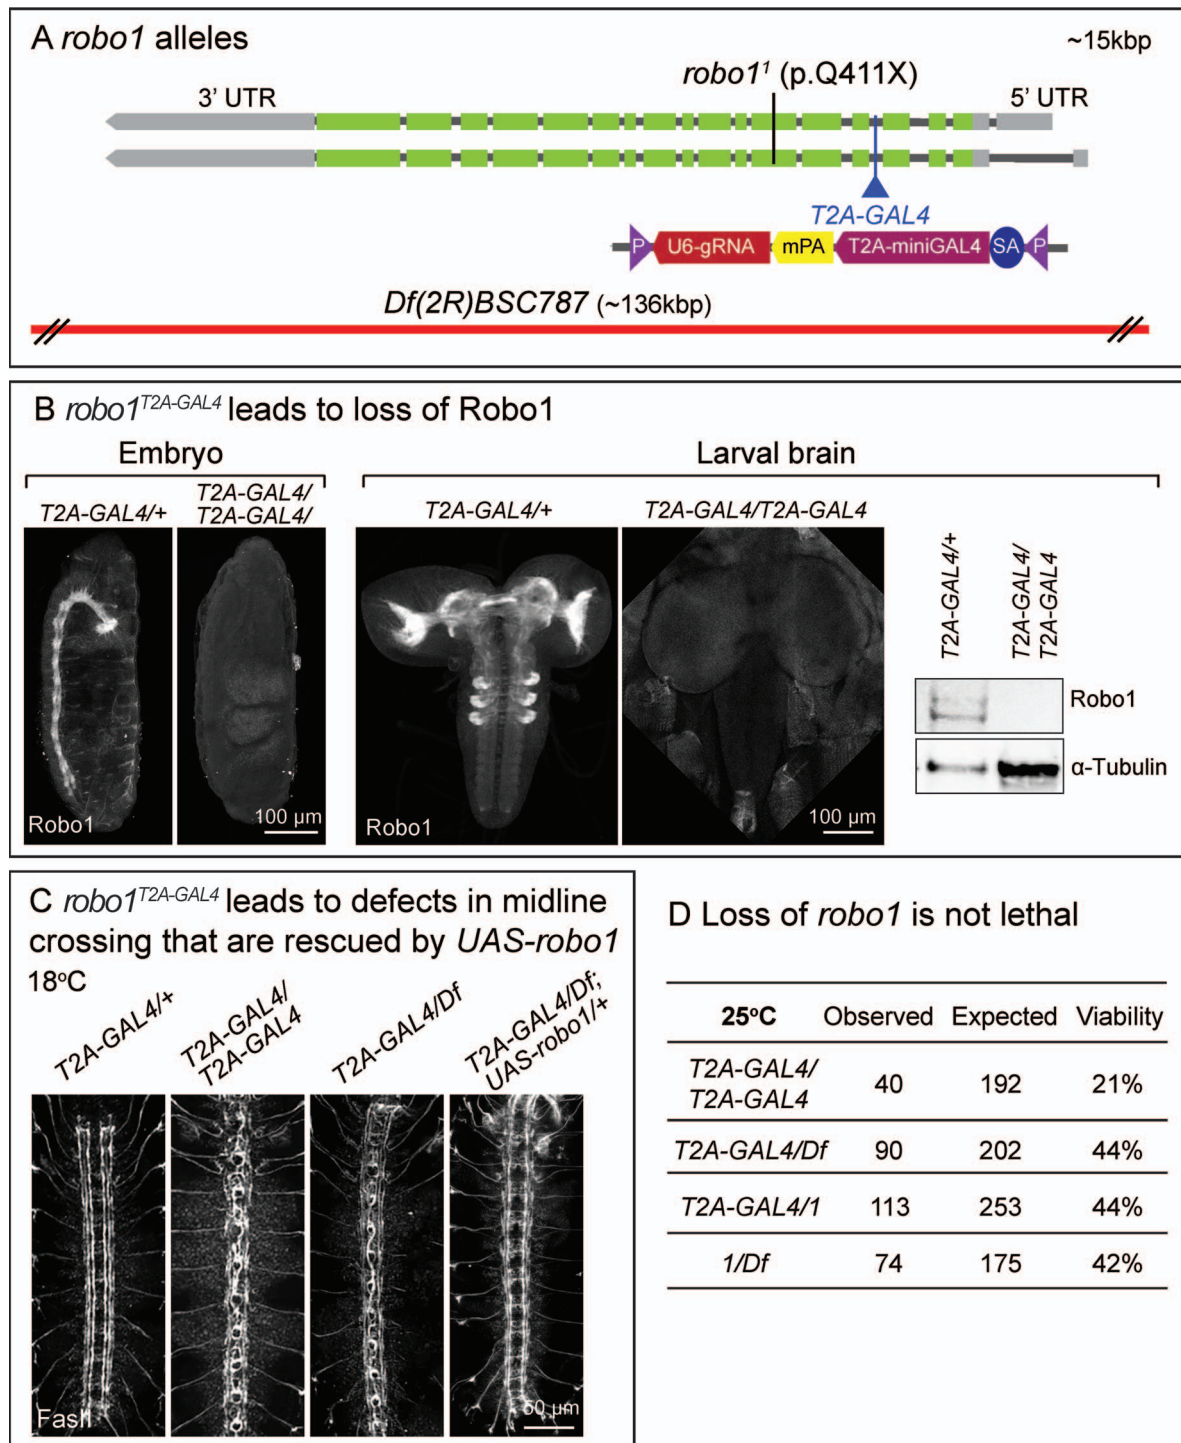 A robo1 alleles
~15kbp
robo1¹ (p.Q411X)
3' UTR
5' UTR
T2A-GAL4
P
U6-gRNA
mPA
T2A-miniGAL4
SA
P
Df(2R)BSC787 (~136kbp)
B robo1ᵀ²ᴬ⁻ᴳᴬᴸ⁴ leads to loss of Robo1
Embryo
Larval brain
T2A-GAL4/+
T2A-GAL4/
T2A-GAL4/
T2A-GAL4/+
T2A-GAL4/T2A-GAL4
T2A-GAL4/+
T2A-GAL4/
T2A-GAL4
Robo1
α-Tubulin
Robo1
100 µm
Robo1
100 µm
C robo1ᵀ²ᴬ⁻ᴳᴬᴸ⁴ leads to defects in midline
crossing that are rescued by UAS-robo1
18°C
T2A-GAL4/+
T2A-GAL4/
T2A-GAL4
T2A-GAL4/Df
T2A-GAL4/Df;
UAS-robo1/+
FasII
50 µm
D Loss of robo1 is not lethal
25°C Observed Expected Viability
T2A-GAL4/
T2A-GAL4 40 192 21%
T2A-GAL4/Df 90 202 44%
T2A-GAL4/1 113 253 44%
1/Df 74 175 42%